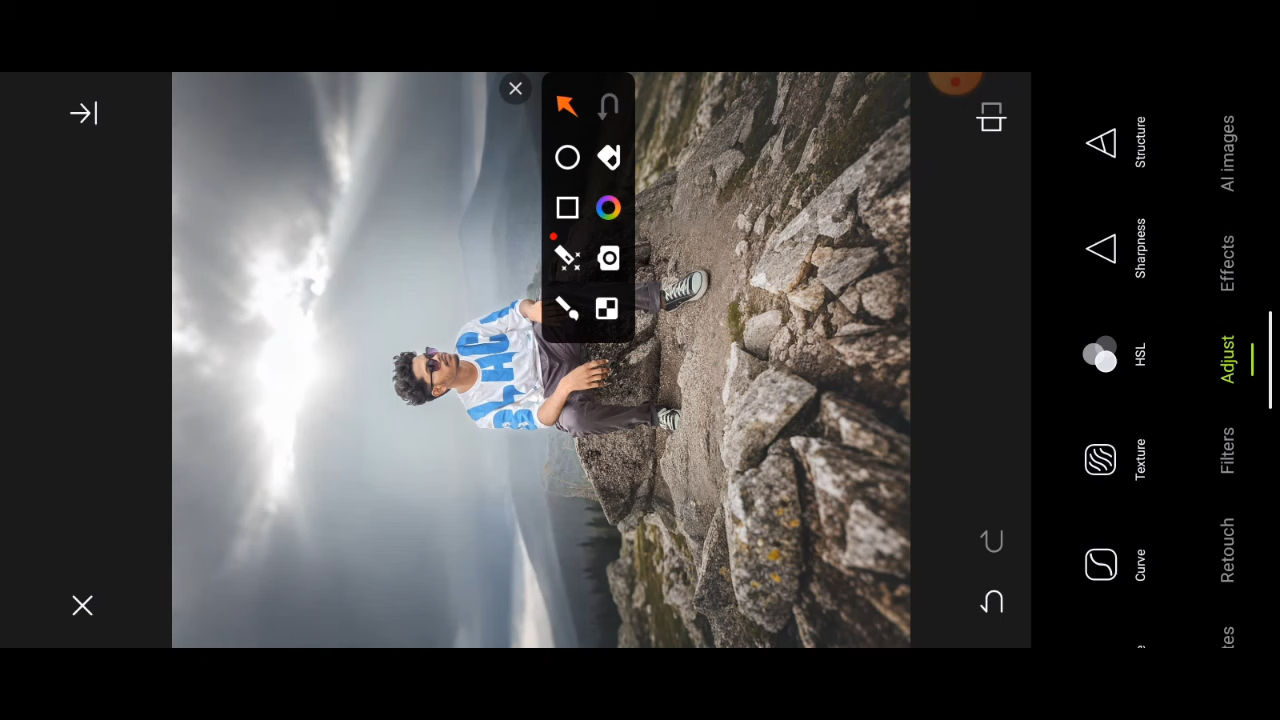 Structure
Sharpness
HSL
Texture
Curve
AI images
Effects
Adjust
Filters
Retouch